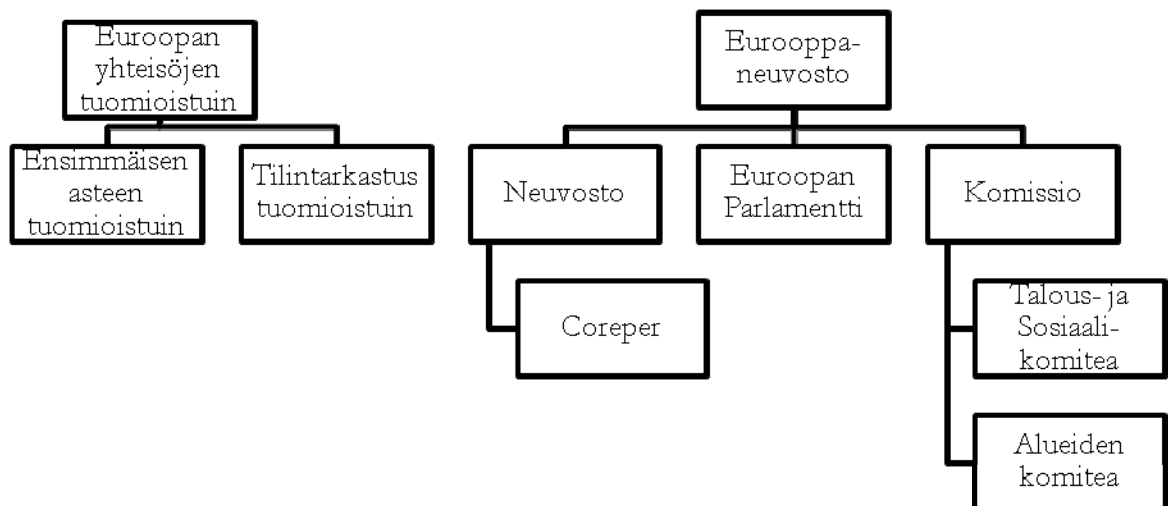 Euroopan
yhteisöjen
tuomioistuin
Ensimmäisen
asteen
tuomioistuin
Tilintarkastus
tuomioistuin
Eurooppa-
neuvosto
Neuvosto
Euroopan
Parlamentti
Komissio
Coreper
Talous- ja
Sosiaali-
komitea
Alueiden
komitea